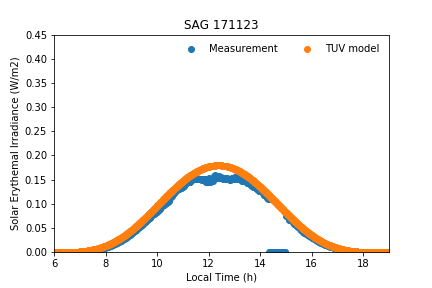 SAG 171123
Measurement
TUV model
Solar Erythemal Irradiance (W/m2)
0.45
0.40
0.35
0.30
0.25
0.20
0.15
0.10
0.05
0.00
6 8 10 12 14 16 18
Local Time (h)